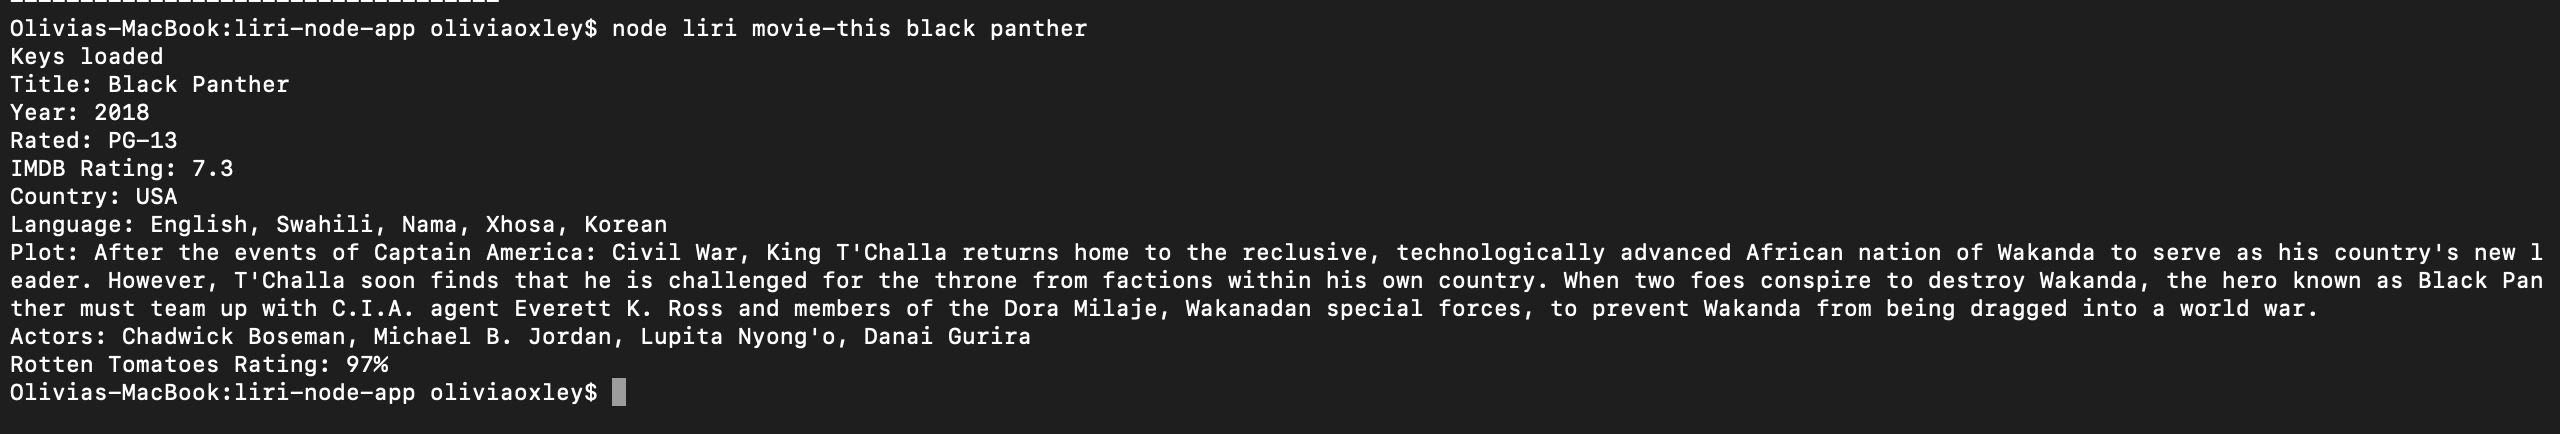 Olivias-MacBook:liri-node-app oliviaoxley$ node liri movie-this black panther
Keys loaded
Title: Black Panther
Year: 2018
Rated: PG-13
IMDB Rating: 7.3
Country: USA
Language: English, Swahili, Nama, Xhosa, Korean
Plot: After the events of Captain America: Civil War, King T'Challa returns home to the reclusive, technologically advanced African nation of Wakanda to serve as his country's new l
eader. However, T'Challa soon finds that he is challenged for the throne from factions within his own country. When two foes conspire to destroy Wakanda, the hero known as Black Pan
ther must team up with C.I.A. agent Everett K. Ross and members of the Dora Milaje, Wakanadan special forces, to prevent Wakanda from being dragged into a world war.
Actors: Chadwick Boseman, Michael B. Jordan, Lupita Nyong'o, Danai Gurira
Rotten Tomatoes Rating: 97%
Olivias-MacBook:liri-node-app oliviaoxley$